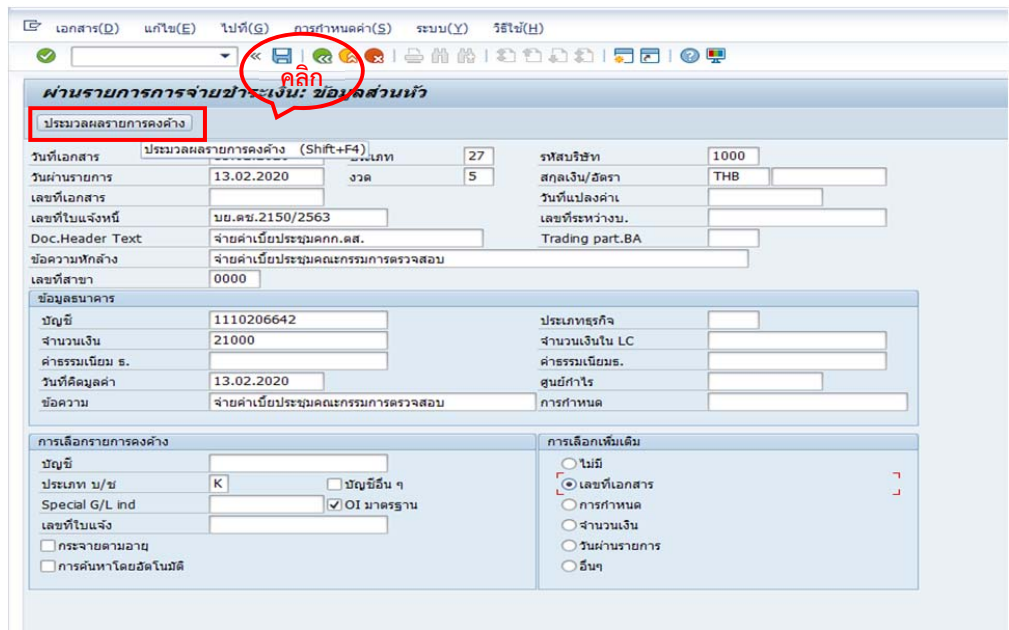 เอกสาร(D) แก้ไข(E) ไปที่(G) การกำหนดค่า(S) ระบบ(Y) วิธีใช้(H)
คลิก
ผ่านรายการการจ่ายชำระเงิน: ข้อมูลส่วนหัว
ประมวลผลรายการคงค้าง
ประมวลผลรายการคงค้าง (Shift+F4)
วันที่เอกสาร 27 รหัสบริษัท 1000
วันผ่านรายการ 13.02.2020 งวด 5 สกุลเงิน/อัตรา THB
เลขที่เอกสาร วันที่แปลงค่าเ
เลขที่ใบแจ้งหนี้ บย.ตช.2150/2563 เลขที่ระหว่างบ.
Doc.Header Text จ่ายค่าเบี้ยประชุมคกก.ตส. Trading part.BA
ข้อความหักล้าง จ่ายค่าเบี้ยประชุมคณะกรรมการตรวจสอบ
เลขที่สาขา 0000
ข้อมูลธนาคาร
บัญชี 1110206642 ประเภทธุรกิจ
จำนวนเงิน 21000 จำนวนเงินใน LC
ค่าธรรมเนียม ธ. ค่าธรรมเนียมธ.
วันที่คิดมูลค่า 13.02.2020 ศูนย์กำไร
ข้อความ จ่ายค่าเบี้ยประชุมคณะกรรมการตรวจสอบ การกำหนด
การเลือกรายการคงค้าง การเลือกเพิ่มเติม
บัญชี ไม่มี
ประเภท บ/ช K บัญชีอื่น ๆ เลขที่เอกสาร
Special G/L ind OI มาตรฐาน การกำหนด
เลขที่ใบแจ้ง จำนวนเงิน
กระจายตามอายุ วันผ่านรายการ
การค้นหาโดยอัตโนมัติ อื่นๆ